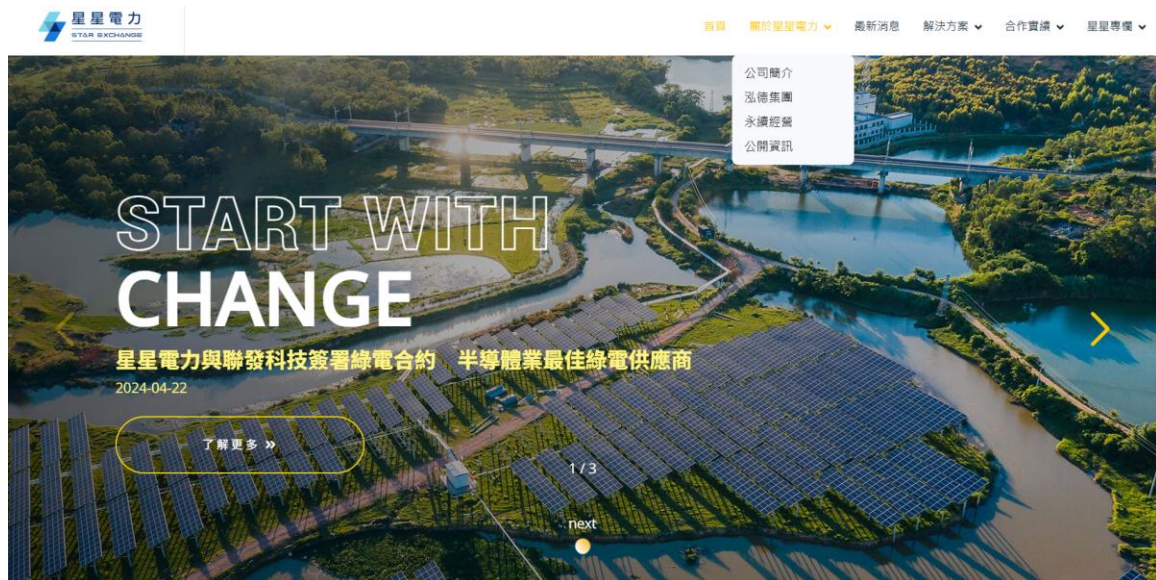 星星電力
STAR EXCHANGE
首頁 關於星星電力 最新消息 解決方案 合作實績 星星專欄
公司簡介
泓德集團
永續經營
公開資訊
START WITH
CHANGE
星星電力與聯發科技簽署綠電合約 半導體業最佳綠電供應商
2024-04-22
了解更多 »
1 / 3
next